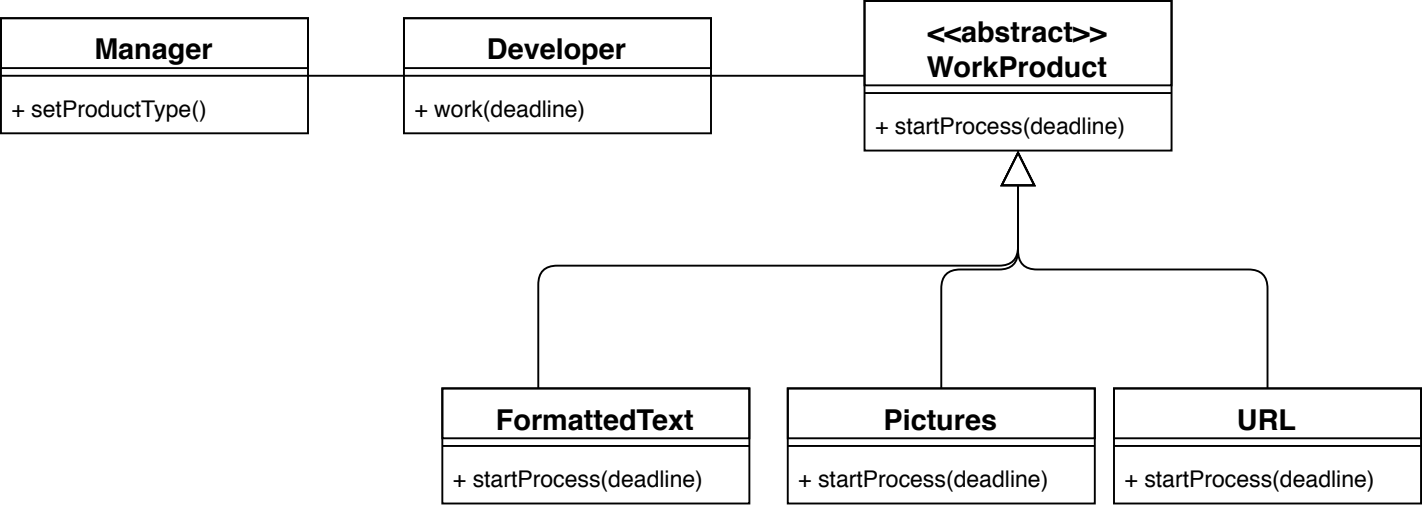 Manager
+ setProductType()
Developer
+ work(deadline)
<<abstract>>
WorkProduct
+ startProcess(deadline)
FormattedText
+ startProcess(deadline)
Pictures
+ startProcess(deadline)
URL
+ startProcess(deadline)